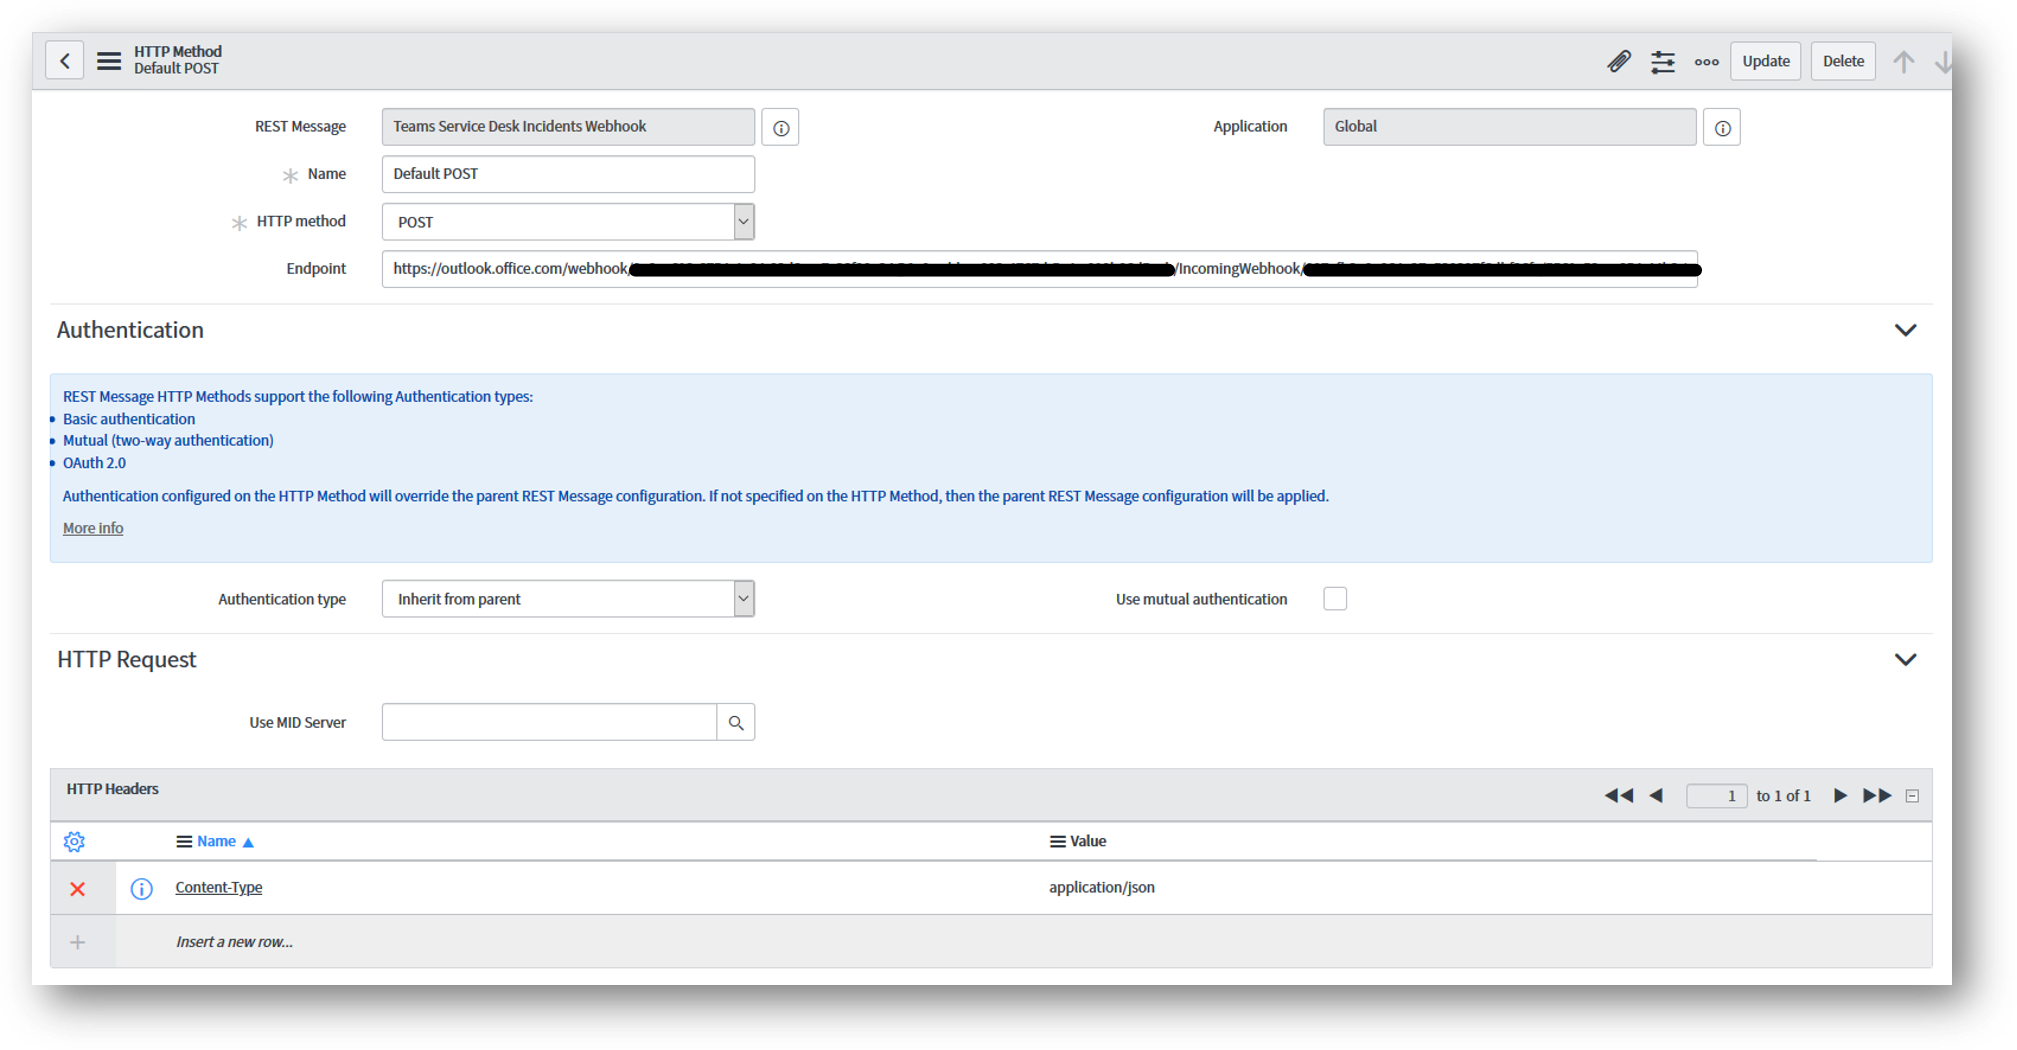 HTTP Method
Default POST
Update
Delete
REST Message
Teams Service Desk Incidents Webhook
Application
Global
Name
Default POST
HTTP method
POST
Endpoint
https://outlook.office.com/webhook/
/IncomingWebhook/
Authentication
REST Message HTTP Methods support the following Authentication types:
Basic authentication
Mutual (two-way authentication)
OAuth 2.0
Authentication configured on the HTTP Method will override the parent REST Message configuration. If not specified on the HTTP Method, then the parent REST Message configuration will be applied.
More info
Authentication type
Inherit from parent
Use mutual authentication
HTTP Request
Use MID Server
HTTP Headers
1 to 1 of 1
Name
Value
Content-Type
application/json
Insert a new row...